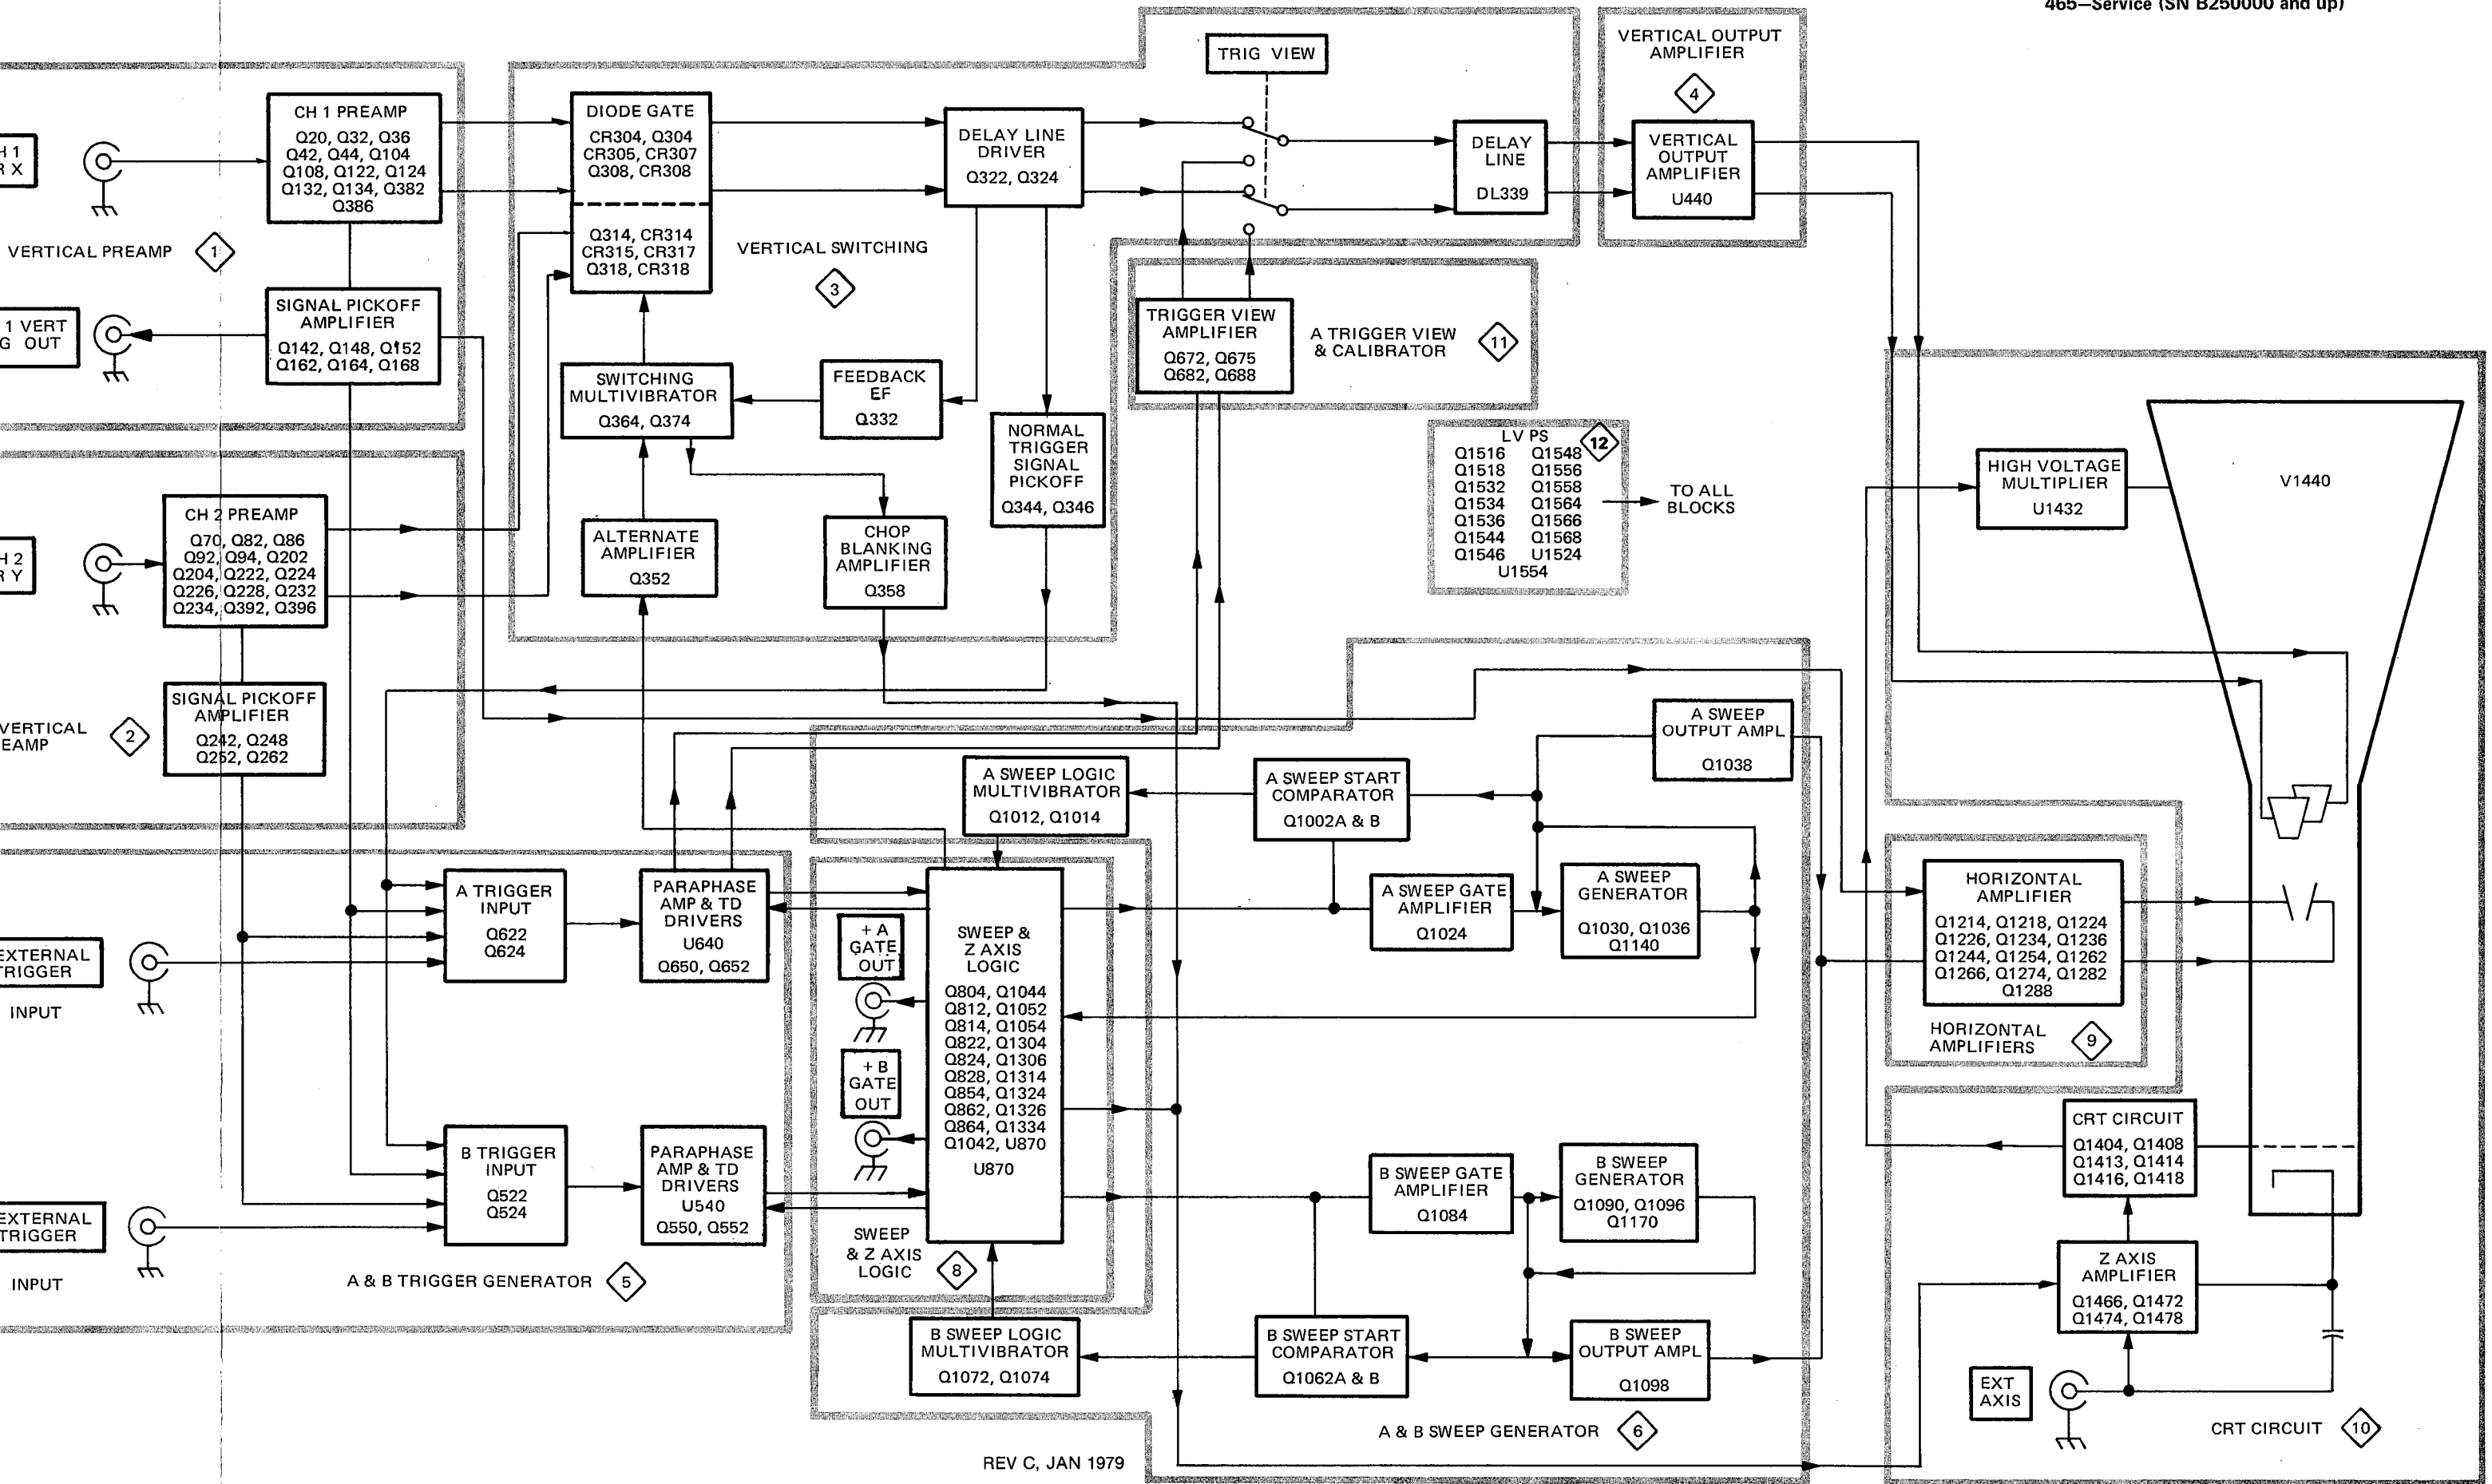 465–Service (SN B250000 and up)
VERTICAL OUTPUT
AMPLIFIER
4
TRIG VIEW
CH 1 PREAMP
Q20, Q32, Q36
Q42, Q44, Q104
Q108, Q122, Q124
Q132, Q134, Q382
Q386
DIODE GATE
CR304, Q304
CR305, CR307
Q308, CR308
Q314, CR314
CR315, CR317
Q318, CR318
DELAY LINE
DRIVER
Q322, Q324
DELAY
LINE
DL339
VERTICAL
OUTPUT
AMPLIFIER
U440
H 1
R X
VERTICAL PREAMP
1
VERTICAL SWITCHING
3
1 VERT
G OUT
SIGNAL PICKOFF
AMPLIFIER
Q142, Q148, Q152
Q162, Q164, Q168
TRIGGER VIEW
AMPLIFIER
Q672, Q675
Q682, Q688
A TRIGGER VIEW
& CALIBRATOR
11
SWITCHING
MULTIVIBRATOR
Q364, Q374
FEEDBACK
EF
Q332
NORMAL
TRIGGER
SIGNAL
PICKOFF
Q344, Q346
LV PS
12
Q1516 Q1548
Q1518 Q1556
Q1532 Q1558
Q1534 Q1564
Q1536 Q1566
Q1544 Q1568
Q1546 U1524
U1554
TO ALL
BLOCKS
HIGH VOLTAGE
MULTIPLIER
U1432
V1440
H 2
R Y
CH 2 PREAMP
Q70, Q82, Q86
Q92, Q94, Q202
Q204, Q222, Q224
Q226, Q228, Q232
Q234, Q392, Q396
ALTERNATE
AMPLIFIER
Q352
CHOP
BLANKING
AMPLIFIER
Q358
VERTICAL
EAMP
2
SIGNAL PICKOFF
AMPLIFIER
Q242, Q248
Q252, Q262
A SWEEP
OUTPUT AMPL
Q1038
A SWEEP LOGIC
MULTIVIBRATOR
Q1012, Q1014
A SWEEP START
COMPARATOR
Q1002A & B
A TRIGGER
INPUT
Q622
Q624
PARAPHASE
AMP & TD
DRIVERS
U640
Q650, Q652
+ A
GATE
OUT
SWEEP &
Z AXIS
LOGIC
Q804, Q1044
Q812, Q1052
Q814, Q1054
Q822, Q1304
Q824, Q1306
Q828, Q1314
Q854, Q1324
Q862, Q1326
Q864, Q1334
Q1042, U870
U870
A SWEEP GATE
AMPLIFIER
Q1024
A SWEEP
GENERATOR
Q1030, Q1036
Q1140
HORIZONTAL
AMPLIFIER
Q1214, Q1218, Q1224
Q1226, Q1234, Q1236
Q1244, Q1254, Q1262
Q1266, Q1274, Q1282
Q1288
HORIZONTAL
AMPLIFIERS
9
EXTERNAL
TRIGGER
INPUT
+ B
GATE
OUT
B TRIGGER
INPUT
Q522
Q524
PARAPHASE
AMP & TD
DRIVERS
U540
Q550, Q552
B SWEEP GATE
AMPLIFIER
Q1084
B SWEEP
GENERATOR
Q1090, Q1096
Q1170
CRT CIRCUIT
Q1404, Q1408
Q1413, Q1414
Q1416, Q1418
EXTERNAL
TRIGGER
INPUT
A & B TRIGGER GENERATOR
5
SWEEP
& Z AXIS
LOGIC
8
Z AXIS
AMPLIFIER
Q1466, Q1472
Q1474, Q1478
B SWEEP LOGIC
MULTIVIBRATOR
Q1072, Q1074
B SWEEP START
COMPARATOR
Q1062A & B
B SWEEP
OUTPUT AMPL
Q1098
EXT
AXIS
A & B SWEEP GENERATOR
6
CRT CIRCUIT
10
REV C, JAN 1979